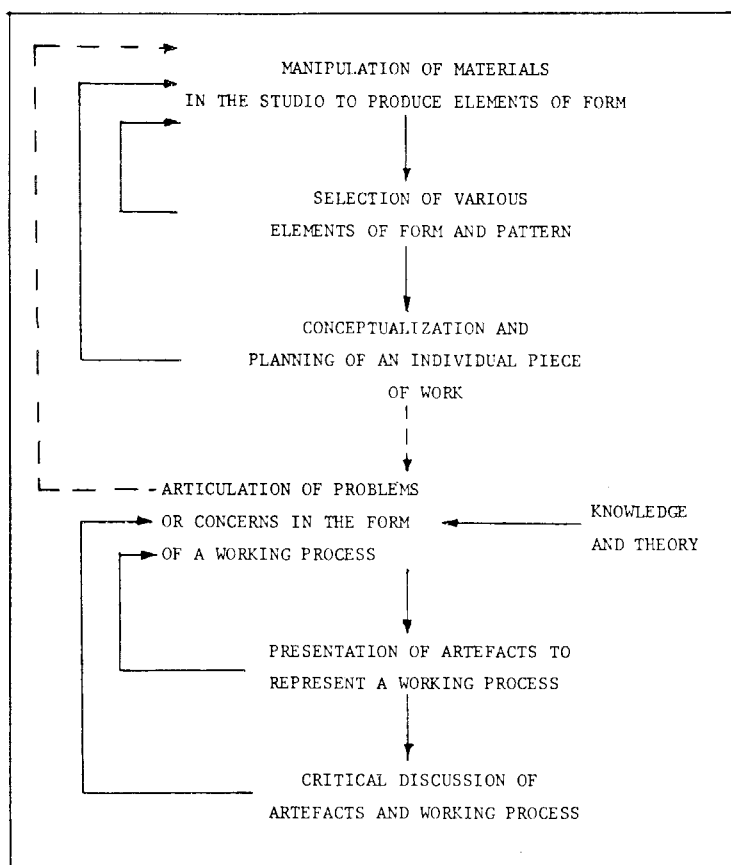 MANIPULATION OF MATERIALS
IN THE STUDIO TO PRODUCE ELEMENTS OF FORM
SELECTION OF VARIOUS
ELEMENTS OF FORM AND PATTERN
CONCEPTUALIZATION AND
PLANNING OF AN INDIVIDUAL PIECE
OF WORK
ARTICULATION OF PROBLEMS
OR CONCERNS IN THE FORM
OF A WORKING PROCESS
KNOWLEDGE
AND THEORY
PRESENTATION OF ARTEFACTS TO
REPRESENT A WORKING PROCESS
CRITICAL DISCUSSION OF
ARTEFACTS AND WORKING PROCESS